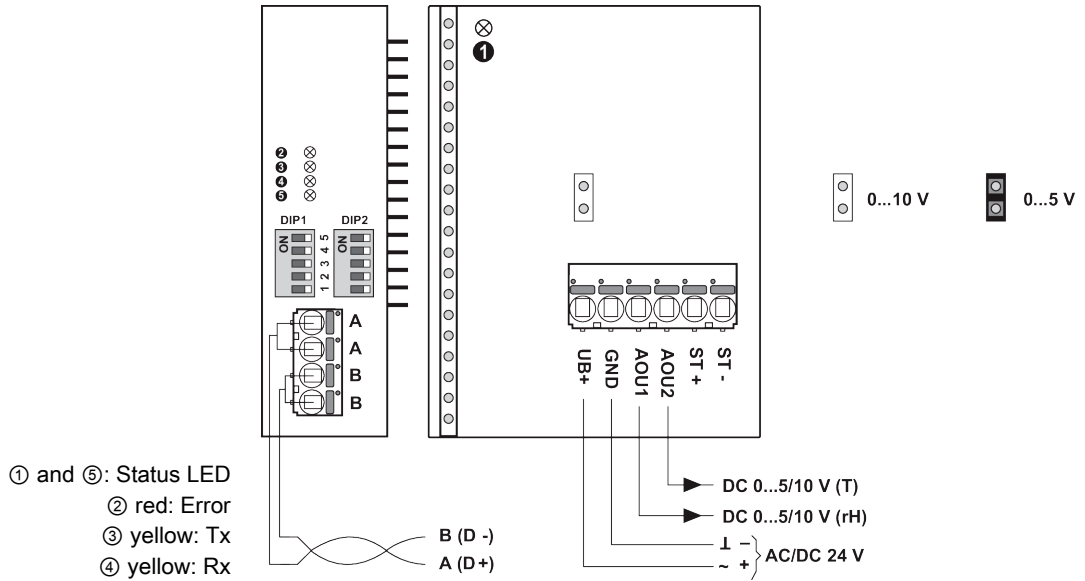 ❶
❷
❸
❹
❺
DIP1 DIP2
ON 1 2 3 4 5 ON
A
A
B
B
0...10 V
0...5 V
UB+ GND AOU1 AOU2 ST + ST -
① and ⑤: Status LED
② red: Error
③ yellow: Tx
④ yellow: Rx
B (D -)
A (D+)
DC 0...5/10 V (T)
DC 0...5/10 V (rH)
⊥ –
~ +
AC/DC 24 V